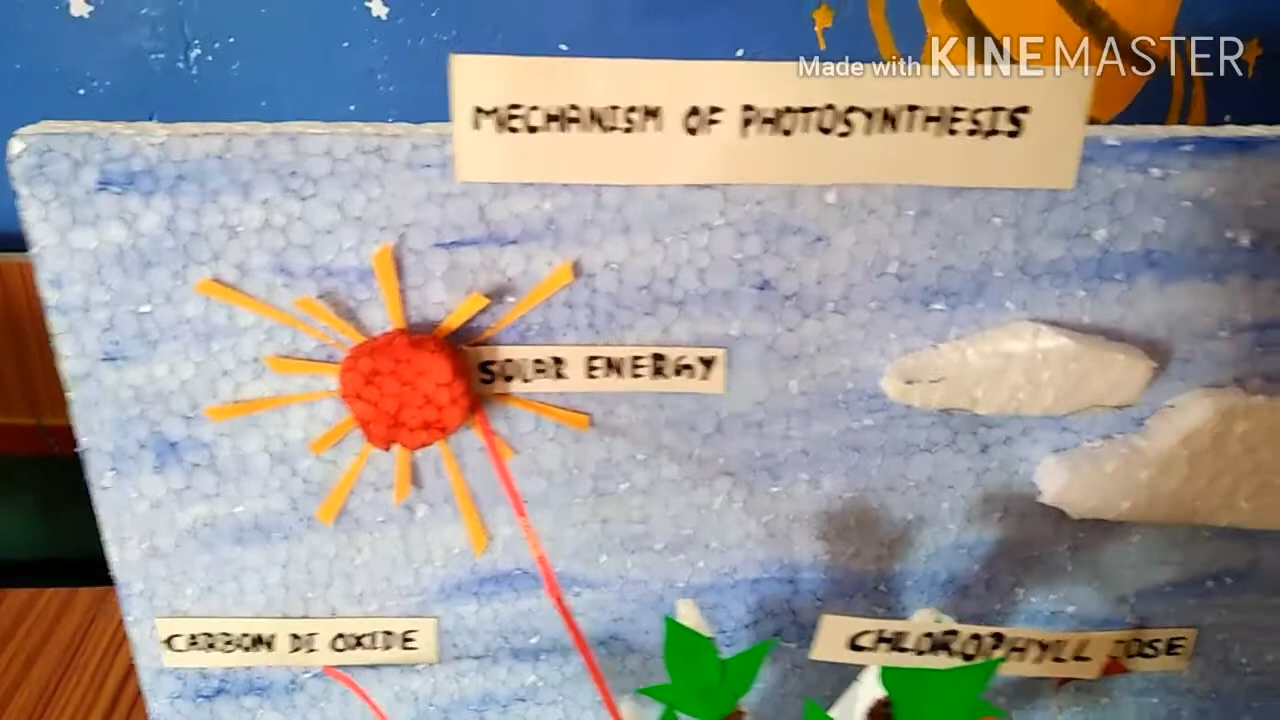 Made with KINEMASTER
MECHANISM OF PHOTOSYNTHESIS
SOLAR ENERGY
CARBON DI OXIDE
CHLOROPHYLL